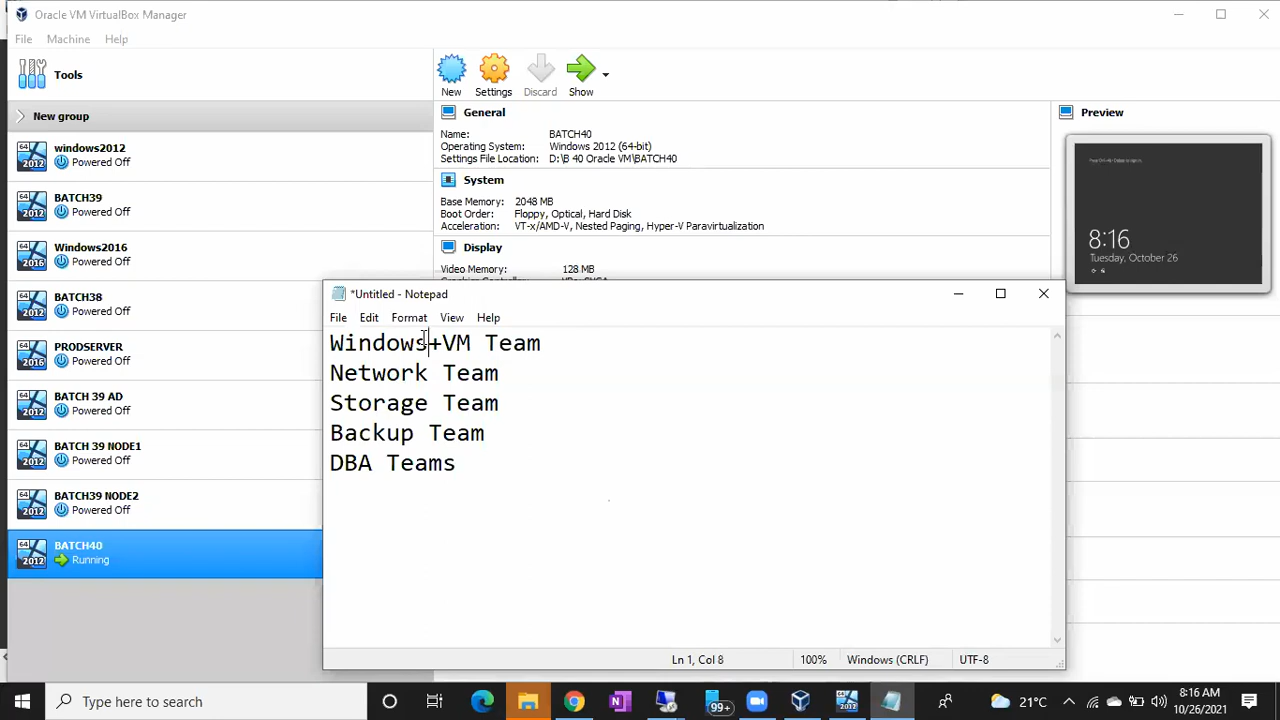 Oracle VM VirtualBox Manager
File Machine Help
Tools
New Settings Discard Show
New group
windows2012
Powered Off
BATCH39
Powered Off
Windows2016
Powered Off
BATCH38
Powered Off
PRODSERVER
Powered Off
BATCH 39 AD
Powered Off
BATCH 39 NODE1
Powered Off
BATCH39 NODE2
Powered Off
BATCH40
Running
General
Name: BATCH40
Operating System: Windows 2012 (64-bit)
Settings File Location: D:\B 40 Oracle VM\BATCH40
System
Base Memory: 2048 MB
Boot Order: Floppy, Optical, Hard Disk
Acceleration: VT-x/AMD-V, Nested Paging, Hyper-V Paravirtualization
Display
Video Memory: 128 MB
Preview
8:16
Tuesday, October 26
*Untitled - Notepad
File Edit Format View Help
Windows+VM Team
Network Team
Storage Team
Backup Team
DBA Teams
Ln 1, Col 8 100% Windows (CRLF) UTF-8
Type here to search 99+ 21°C 8:16 AM
10/26/2021